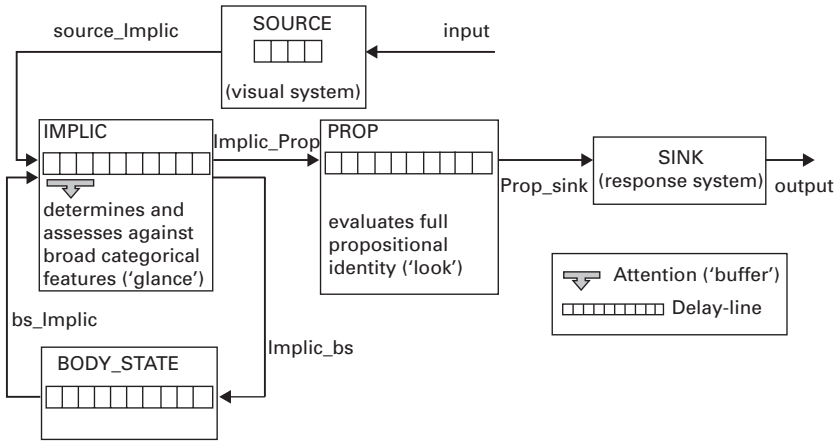 source_Implic
SOURCE
(visual system)
input
IMPLIC
determines and
assesses against
broad categorical
features (‘glance’)
Implic_Prop
PROP
evaluates full
propositional
identity (‘look’)
Prop_sink
SINK
(response system)
output
bs_Implic
Implic_bs
BODY_STATE
Attention (‘buffer’)
Delay-line